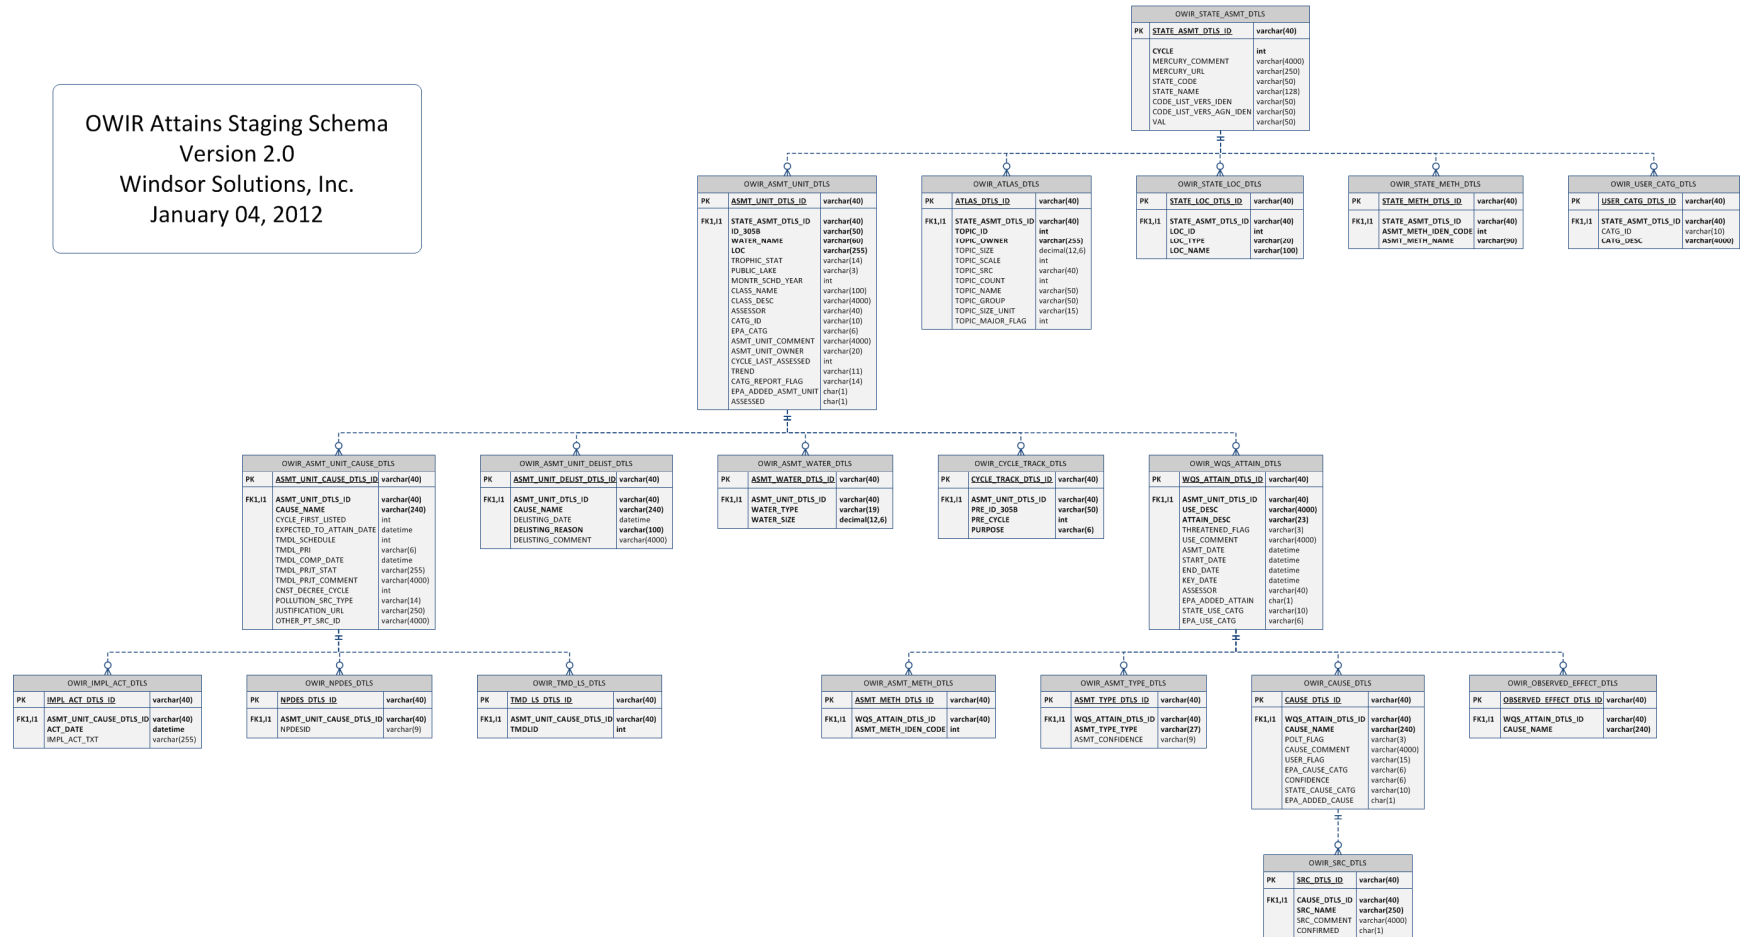 OWIR Attains Staging Schema
Version 2.0
Windsor Solutions, Inc.
January 04, 2012
OWIR_STATE_ASMT_DTLS
PK STATE_ASMT_DTLS_ID varchar(40)
CYCLE int
MERCURY_COMMENT varchar(4000)
MERCURY_URL varchar(250)
STATE_CODE varchar(50)
STATE_NAME varchar(128)
CODE_LIST_VERS_IDEN varchar(50)
CODE_LIST_VERS_AGN_IDEN varchar(50)
VAL varchar(50)
OWIR_ASMT_UNIT_DTLS
PK ASMT_UNIT_DTLS_ID varchar(40)
FK1,I1 STATE_ASMT_DTLS_ID varchar(40)
ID_305B varchar(50)
WATER_NAME varchar(60)
LOC varchar(255)
TROPHIC_STAT varchar(14)
PUBLIC_LAKE varchar(3)
MONTR_SCHD_YEAR int
CLASS_NAME varchar(100)
CLASS_DESC varchar(4000)
ASSESSOR varchar(40)
CATG_ID varchar(10)
EPA_CATG varchar(6)
ASMT_UNIT_COMMENT varchar(4000)
ASMT_UNIT_OWNER varchar(20)
CYCLE_LAST_ASSESSED int
TREND varchar(11)
CATG_REPORT_FLAG varchar(14)
EPA_ADDED_ASMT_UNIT char(1)
ASSESSED char(1)
OWIR_ATLAS_DTLS
PK ATLAS_DTLS_ID varchar(40)
FK1,I1 STATE_ASMT_DTLS_ID varchar(40)
TOPIC_ID int
TOPIC_OWNER varchar(255)
TOPIC_SIZE decimal(12,6)
TOPIC_SCALE int
TOPIC_SRC varchar(40)
TOPIC_COUNT int
TOPIC_NAME varchar(50)
TOPIC_GROUP varchar(50)
TOPIC_SIZE_UNIT varchar(15)
TOPIC_MAJOR_FLAG int
OWIR_STATE_LOC_DTLS
PK STATE_LOC_DTLS_ID varchar(40)
FK1,I1 STATE_ASMT_DTLS_ID varchar(40)
LOC_ID int
LOC_TYPE varchar(20)
LOC_NAME varchar(100)
OWIR_STATE_METH_DTLS
PK STATE_METH_DTLS_ID varchar(40)
FK1,I1 STATE_ASMT_DTLS_ID varchar(40)
ASMT_METH_IDEN_CODE int
ASMT_METH_NAME varchar(90)
OWIR_USER_CATG_DTLS
PK USER_CATG_DTLS_ID varchar(40)
FK1,I1 STATE_ASMT_DTLS_ID varchar(40)
CATG_ID varchar(10)
CATG_DESC varchar(4000)
OWIR_ASMT_UNIT_CAUSE_DTLS
PK ASMT_UNIT_CAUSE_DTLS_ID varchar(40)
FK1,I1 ASMT_UNIT_DTLS_ID varchar(40)
CAUSE_NAME varchar(240)
CYCLE_FIRST_LISTED int
EXPECTED_TO_ATTAIN_DATE datetime
TMDL_SCHEDULE int
TMDL_PRI varchar(6)
TMDL_COMP_DATE datetime
TMDL_PRJT_STAT varchar(255)
TMDL_PRJT_COMMENT varchar(4000)
CNST_DECREE_CYCLE int
POLLUTION_SRC_TYPE varchar(14)
JUSTIFICATION_URL varchar(250)
OTHER_PT_SRC_ID varchar(4000)
OWIR_ASMT_UNIT_DELIST_DTLS
PK ASMT_UNIT_DELIST_DTLS_ID varchar(40)
FK1,I1 ASMT_UNIT_DTLS_ID varchar(40)
CAUSE_NAME varchar(240)
DELISTING_DATE datetime
DELISTING_REASON varchar(100)
DELISTING_COMMENT varchar(4000)
OWIR_ASMT_WATER_DTLS
PK ASMT_WATER_DTLS_ID varchar(40)
FK1,I1 ASMT_UNIT_DTLS_ID varchar(40)
WATER_TYPE varchar(19)
WATER_SIZE decimal(12,6)
OWIR_CYCLE_TRACK_DTLS
PK CYCLE_TRACK_DTLS_ID varchar(40)
FK1,I1 ASMT_UNIT_DTLS_ID varchar(40)
PRE_ID_305B varchar(50)
PRE_CYCLE int
PURPOSE varchar(6)
OWIR_WQS_ATTAIN_DTLS
PK WQS_ATTAIN_DTLS_ID varchar(40)
FK1,I1 ASMT_UNIT_DTLS_ID varchar(40)
USE_DESC varchar(4000)
ATTAIN_DESC varchar(23)
THREATENED_FLAG varchar(3)
USE_COMMENT varchar(4000)
ASMT_DATE datetime
START_DATE datetime
END_DATE datetime
KEY_DATE datetime
ASSESSOR varchar(40)
EPA_ADDED_ATTAIN char(1)
STATE_USE_CATG varchar(10)
EPA_USE_CATG varchar(6)
OWIR_IMPL_ACT_DTLS
PK IMPL_ACT_DTLS_ID varchar(40)
FK1,I1 ASMT_UNIT_CAUSE_DTLS_ID varchar(40)
ACT_DATE datetime
IMPL_ACT_TXT varchar(255)
OWIR_NPDES_DTLS
PK NPDES_DTLS_ID varchar(40)
FK1,I1 ASMT_UNIT_CAUSE_DTLS_ID varchar(40)
NPDESID varchar(9)
OWIR_TMD_LS_DTLS
PK TMD_LS_DTLS_ID varchar(40)
FK1,I1 ASMT_UNIT_CAUSE_DTLS_ID varchar(40)
TMDLID int
OWIR_ASMT_METH_DTLS
PK ASMT_METH_DTLS_ID varchar(40)
FK1,I1 WQS_ATTAIN_DTLS_ID varchar(40)
ASMT_METH_IDEN_CODE int
OWIR_ASMT_TYPE_DTLS
PK ASMT_TYPE_DTLS_ID varchar(40)
FK1,I1 WQS_ATTAIN_DTLS_ID varchar(40)
ASMT_TYPE_TYPE varchar(27)
ASMT_CONFIDENCE varchar(9)
OWIR_CAUSE_DTLS
PK CAUSE_DTLS_ID varchar(40)
FK1,I1 WQS_ATTAIN_DTLS_ID varchar(40)
CAUSE_NAME varchar(240)
POLT_FLAG varchar(3)
CAUSE_COMMENT varchar(4000)
USER_FLAG varchar(15)
EPA_CAUSE_CATG varchar(6)
CONFIDENCE varchar(6)
STATE_CAUSE_CATG varchar(10)
EPA_ADDED_CAUSE char(1)
OWIR_OBSERVED_EFFECT_DTLS
PK OBSERVED_EFFECT_DTLS_ID varchar(40)
FK1,I1 WQS_ATTAIN_DTLS_ID varchar(40)
CAUSE_NAME varchar(240)
OWIR_SRC_DTLS
PK SRC_DTLS_ID varchar(40)
FK1,I1 CAUSE_DTLS_ID varchar(40)
SRC_NAME varchar(250)
SRC_COMMENT varchar(4000)
CONFIRMED char(1)